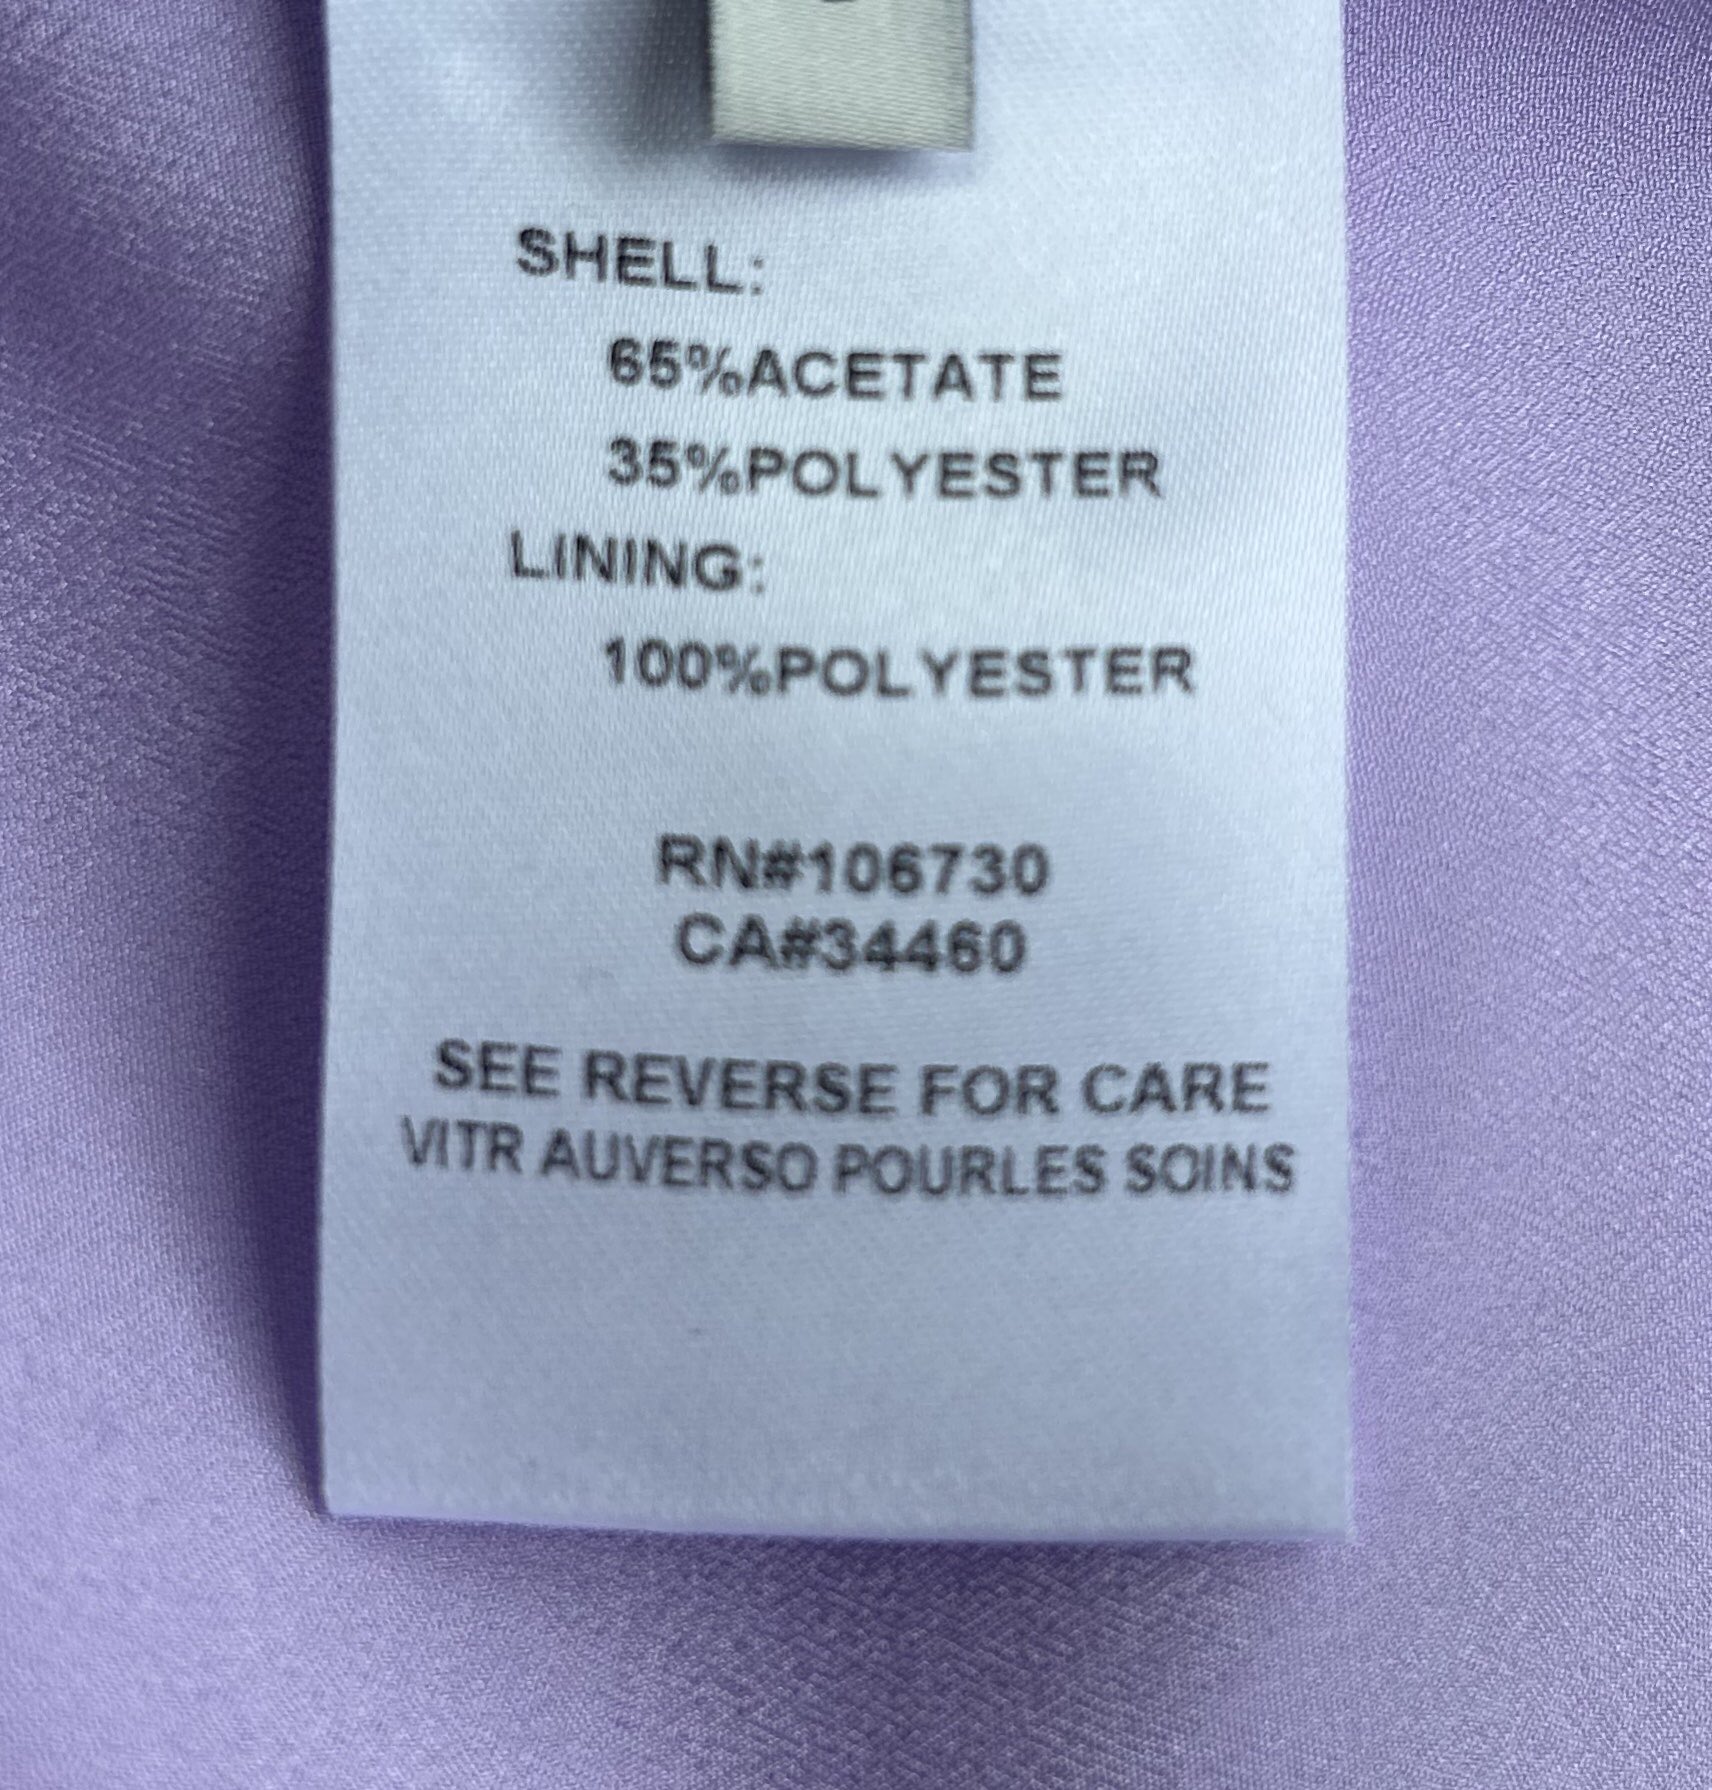 SHELL:
65%ACETATE
35%POLYESTER
LINING:
100%POLYESTER
RN#106730
CA#34460
SEE REVERSE FOR CARE
VITR AUVERSO POURLES SOINS